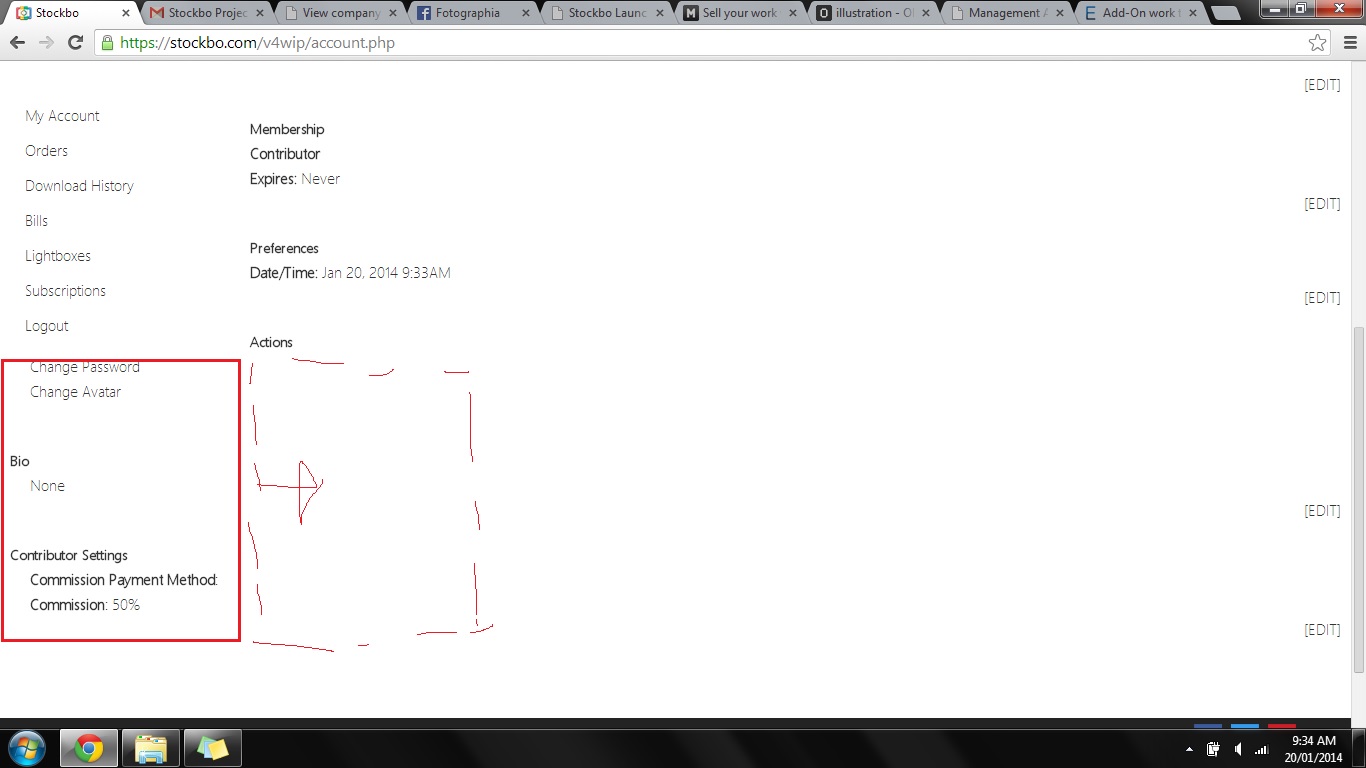 Stockbo
Stockbo Projec
View company
Fotographia
Stockbo Laun
Sell your work
illustration - O
Management A
Add-On work t
https://stockbo.com/v4wip/account.php
[EDIT]
My Account
Membership
Orders
Contributor
Expires: Never
Download History
[EDIT]
Bills
Preferences
Lightboxes
Date/Time: Jan 20, 2014 9:33AM
Subscriptions
[EDIT]
Logout
Actions
Change Password
Change Avatar
Bio
None
[EDIT]
Contributor Settings
Commission Payment Method:
Commission: 50%
[EDIT]
9:34 AM
20/01/2014